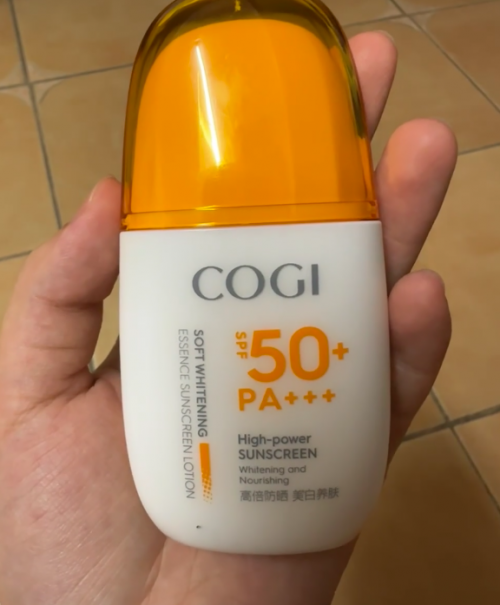 COGI
SOFT WHITENING
ESSENCE SUNSCREEN LOTION
SPF 50+
PA+++
High-power
SUNSCREEN
Whitening and
Nourishing
高倍防晒 美白养肤